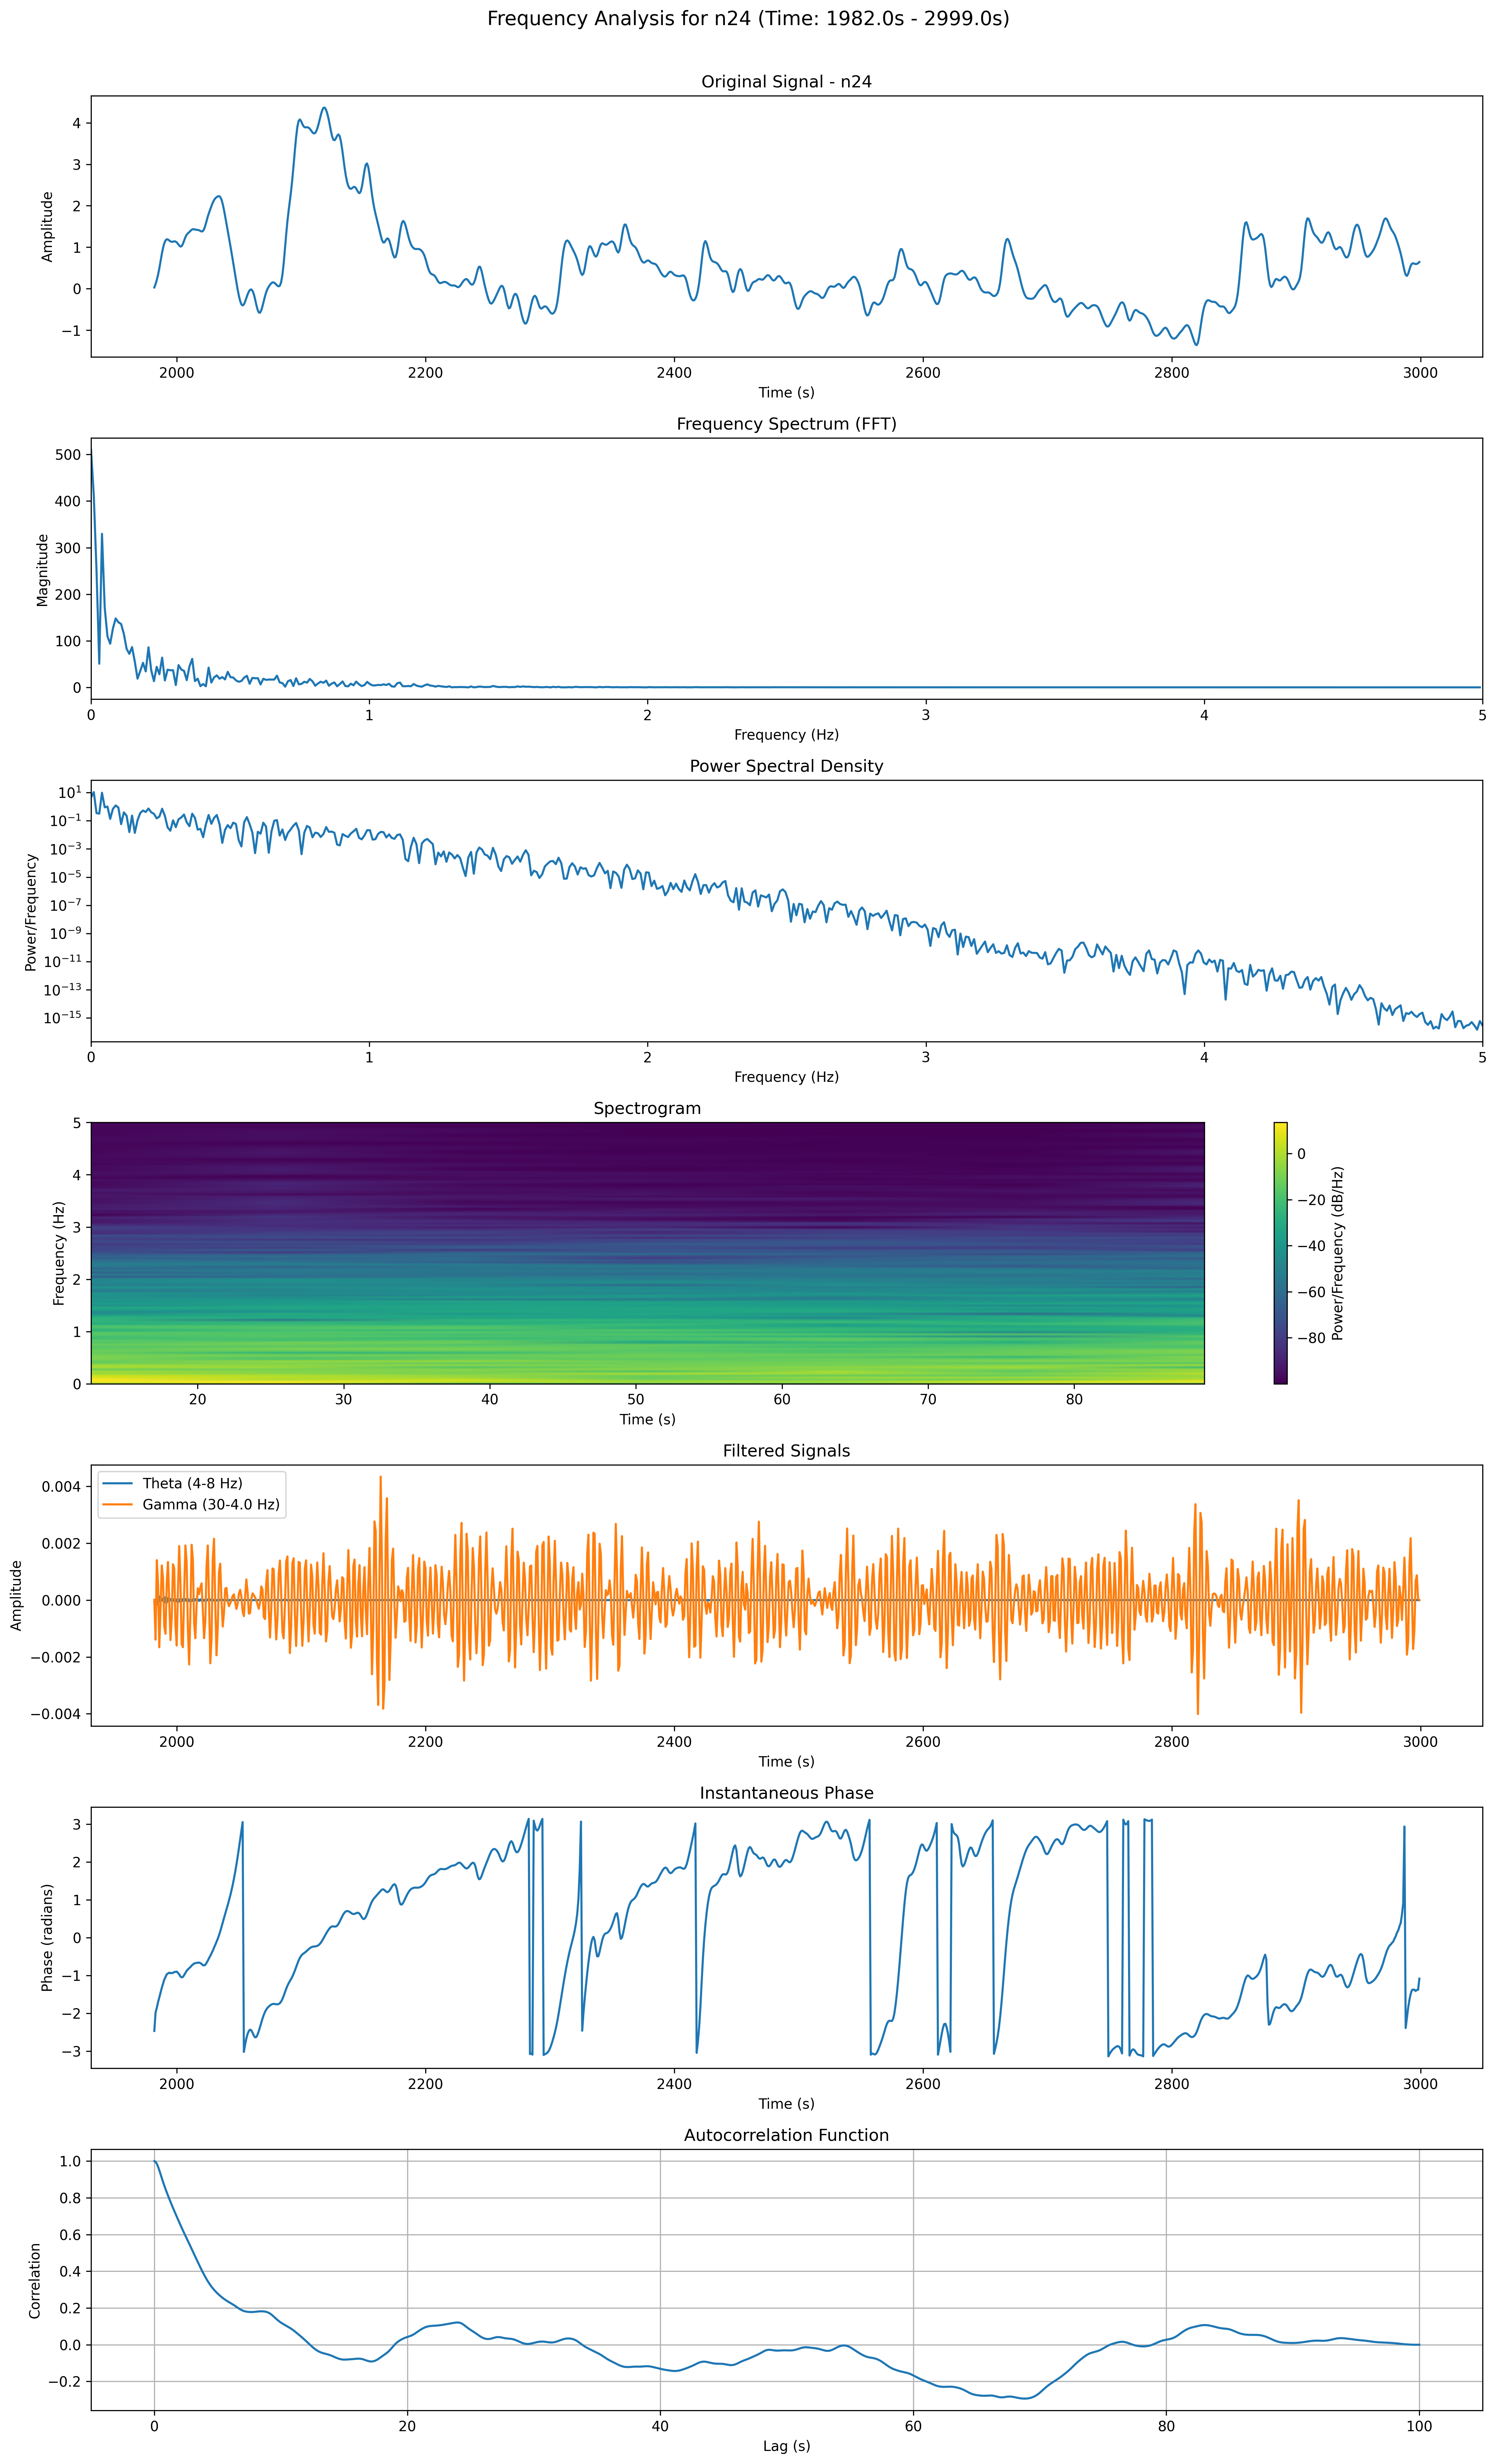 Frequency Analysis for n24 (Time: 1982.0s - 2999.0s)
Original Signal - n24
Amplitude
4
3
2
1
0
−1
2000 2200 2400 2600 2800 3000
Time (s)
Frequency Spectrum (FFT)
Magnitude
500
400
300
200
100
0
0 1 2 3 4 5
Frequency (Hz)
Power Spectral Density
Power/Frequency
10¹
10⁻¹
10⁻³
10⁻⁵
10⁻⁷
10⁻⁹
10⁻¹¹
10⁻¹³
10⁻¹⁵
0 1 2 3 4 5
Frequency (Hz)
Spectrogram
Frequency (Hz)
5
4
3
2
1
0
20 30 40 50 60 70 80
Time (s)
0
−20
−40
−60
−80
Power/Frequency (dB/Hz)
Filtered Signals
Theta (4-8 Hz)
Gamma (30-4.0 Hz)
Amplitude
0.004
0.002
0.000
−0.002
−0.004
2000 2200 2400 2600 2800 3000
Time (s)
Instantaneous Phase
Phase (radians)
3
2
1
0
−1
−2
−3
2000 2200 2400 2600 2800 3000
Time (s)
Autocorrelation Function
Correlation
1.0
0.8
0.6
0.4
0.2
0.0
−0.2
0 20 40 60 80 100
Lag (s)